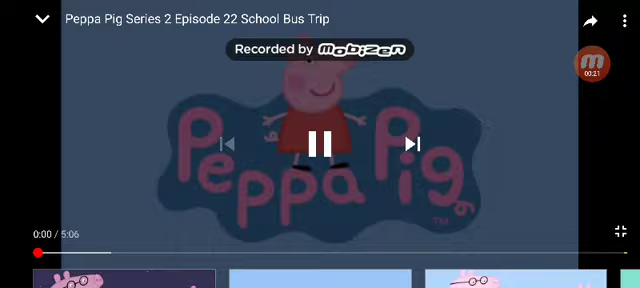 Peppa Pig Series 2 Episode 22 School Bus Trip
Recorded by Mobizen
00:21
Peppa Pig
TM
0:00 / 5:06